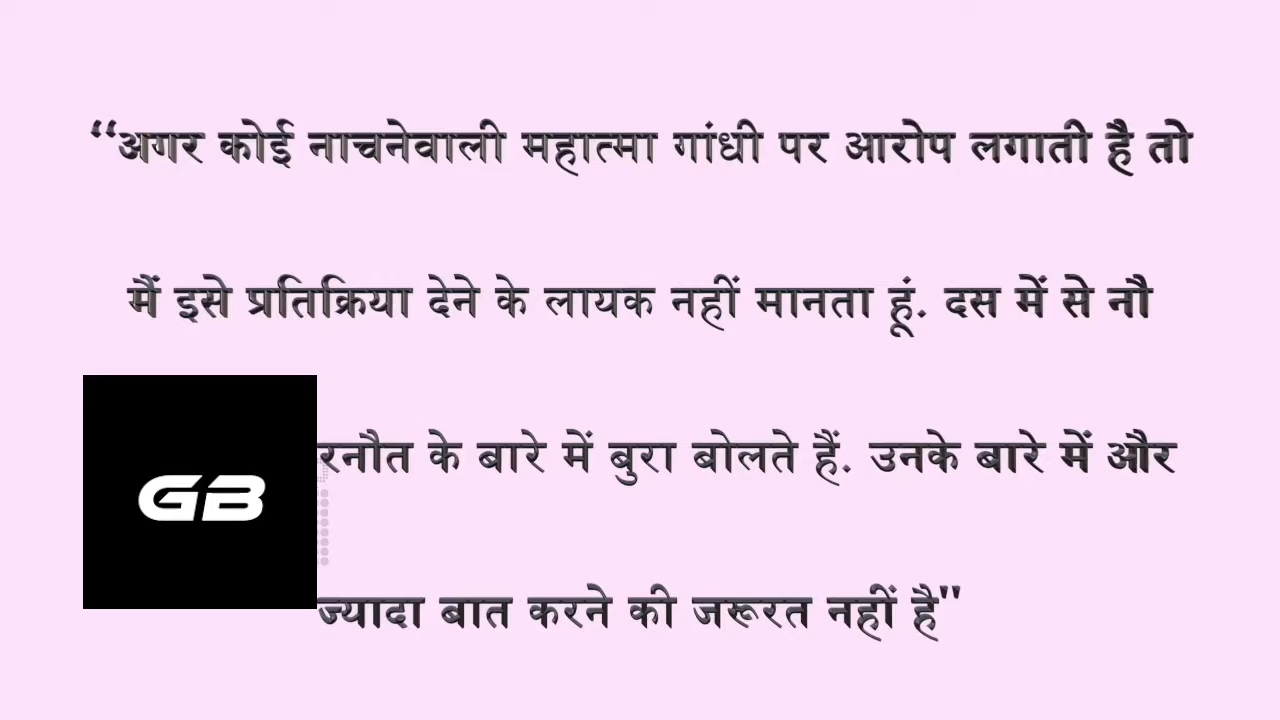 “अगर कोई नाचनेवाली महात्मा गांधी पर आरोप लगाती है तो
मैं इसे प्रतिक्रिया देने के लायक नहीं मानता हूं. दस में से नौ
रनौत के बारे में बुरा बोलते हैं. उनके बारे में और
GB
ज्यादा बात करने की जरूरत नहीं है"